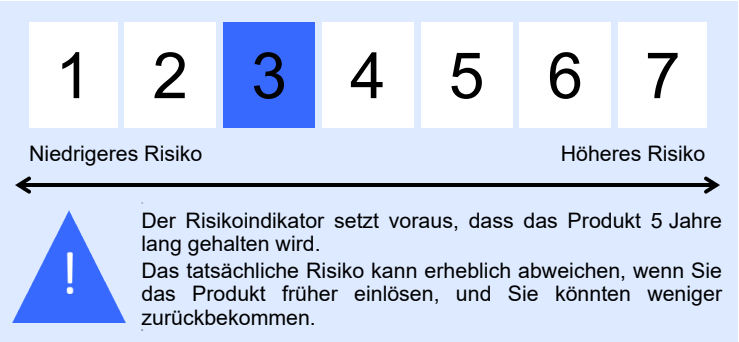 1 2 3 4 5 6 7
Niedrigeres Risiko Höheres Risiko
! Der Risikoindikator setzt voraus, dass das Produkt 5 Jahre
lang gehalten wird.
Das tatsächliche Risiko kann erheblich abweichen, wenn Sie
das Produkt früher einlösen, und Sie könnten weniger
zurückbekommen.